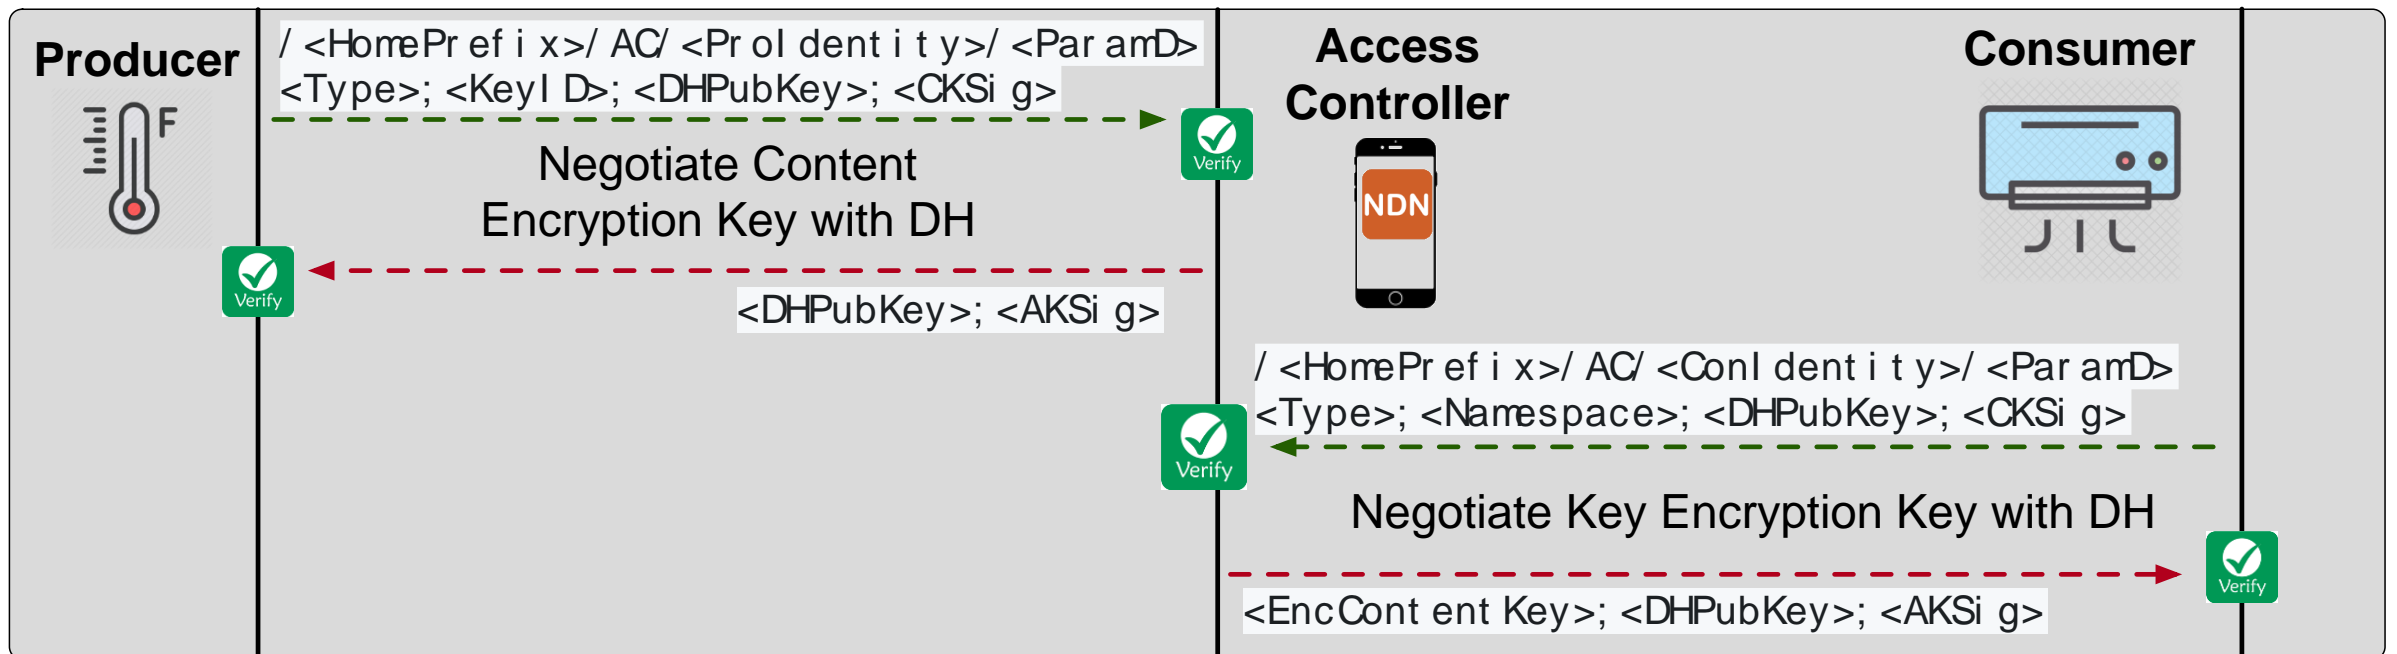 Producer
/<HomePrefix>/AC/<ProIdentity>/<ParamD>
<Type>; <KeyID>; <DHPubKey>; <CKSig>
Verify
Negotiate Content
Encryption Key with DH
Verify
<DHPubKey>; <AKSig>
Access
Controller
NDN
Consumer
/<HomePrefix>/AC/<ConIdentity>/<ParamD>
<Type>; <Namespace>; <DHPubKey>; <CKSig>
Verify
Negotiate Key Encryption Key with DH
Verify
<EncContent Key>; <DHPubKey>; <AKSig>
F